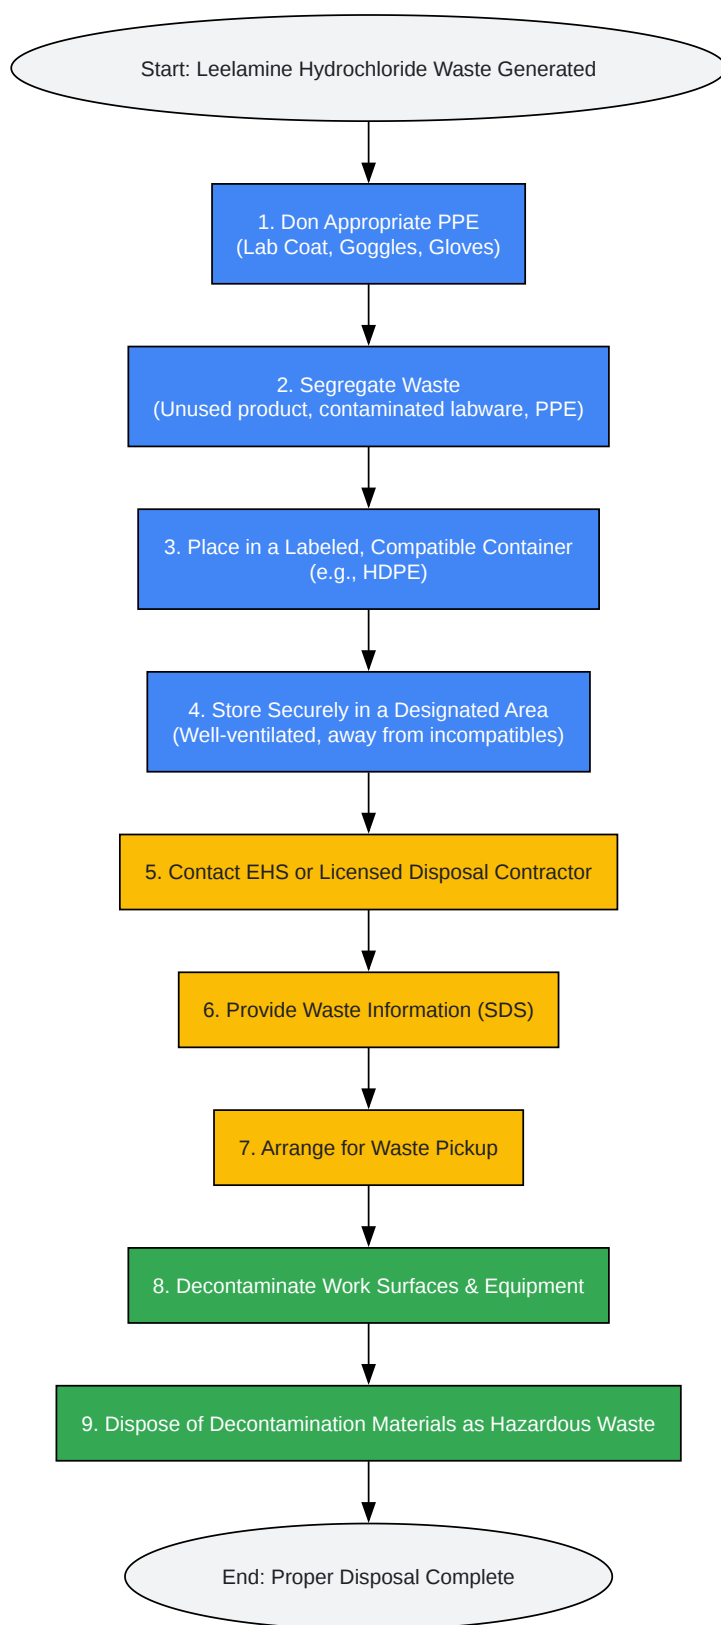 Start: Leelamine Hydrochloride Waste Generated
1. Don Appropriate PPE
(Lab Coat, Goggles, Gloves)
2. Segregate Waste
(Unused product, contaminated labware, PPE)
3. Place in a Labeled, Compatible Container
(e.g., HDPE)
4. Store Securely in a Designated Area
(Well-ventilated, away from incompatibles)
5. Contact EHS or Licensed Disposal Contractor
6. Provide Waste Information (SDS)
7. Arrange for Waste Pickup
8. Decontaminate Work Surfaces & Equipment
9. Dispose of Decontamination Materials as Hazardous Waste
End: Proper Disposal Complete